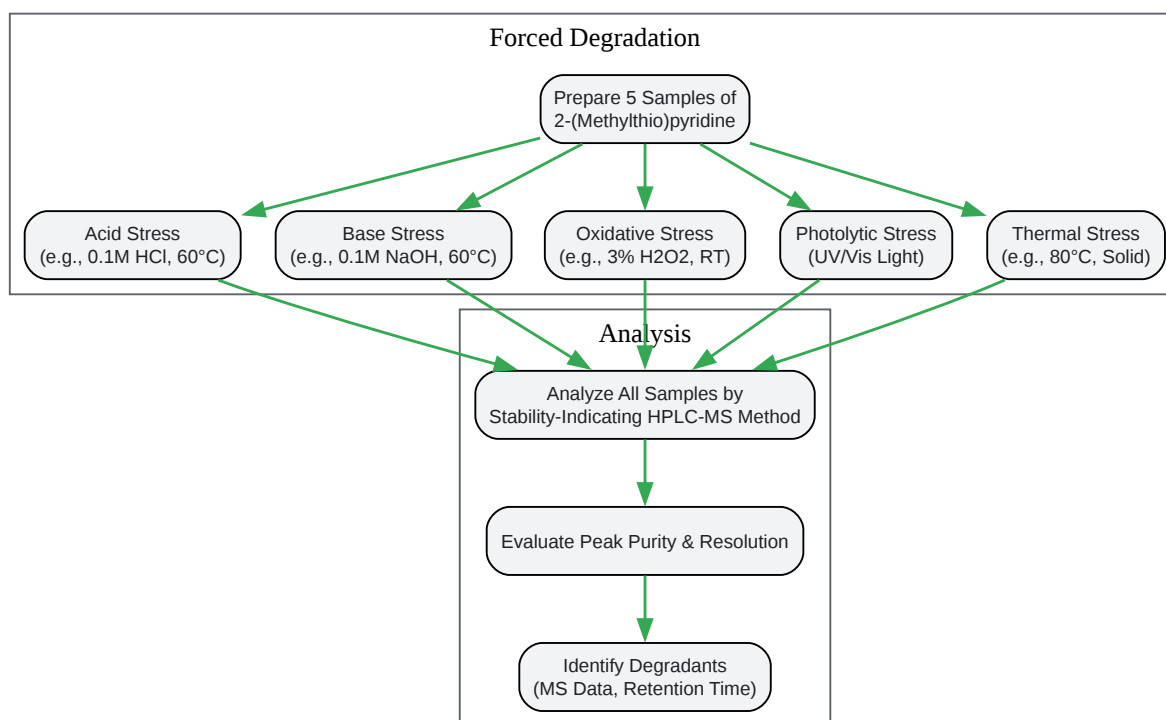 Forced Degradation
Prepare 5 Samples of
2-(Methylthio)pyridine
Acid Stress
(e.g., 0.1M HCl, 60°C)
Base Stress
(e.g., 0.1M NaOH, 60°C)
Oxidative Stress
(e.g., 3% H2O2, RT)
Photolytic Stress
(UV/Vis Light)
Thermal Stress
(e.g., 80°C, Solid)
Analysis
Analyze All Samples by
Stability-Indicating HPLC-MS Method
Evaluate Peak Purity & Resolution
Identify Degradants
(MS Data, Retention Time)